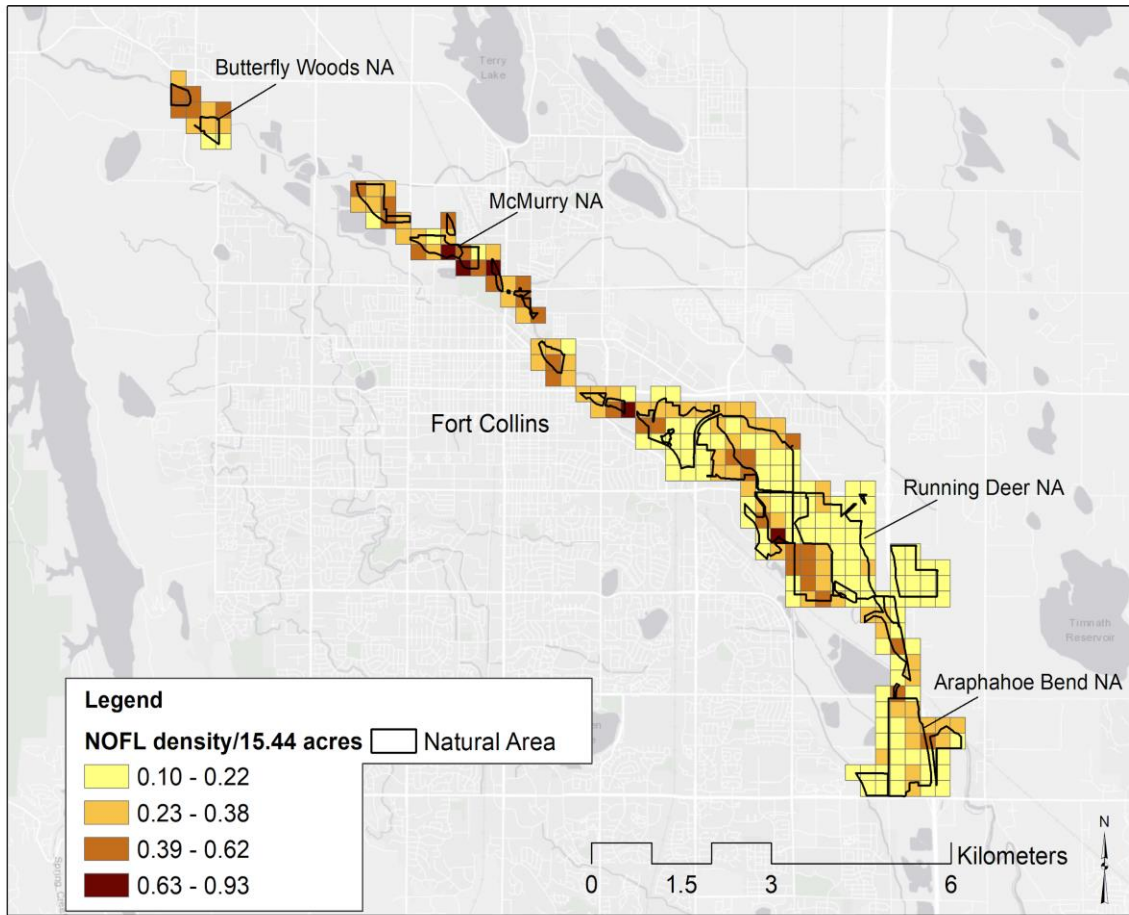 Terry
Lake
Butterfly Woods NA
McMurry NA
Fort Collins
Running Deer NA
Timnath
Reservoir
Araphahoe Bend NA
Legend
NOFL density/15.44 acres
Natural Area
0.10 - 0.22
0.23 - 0.38
0.39 - 0.62
0.63 - 0.93
Kilometers
0 1.5 3 6
N